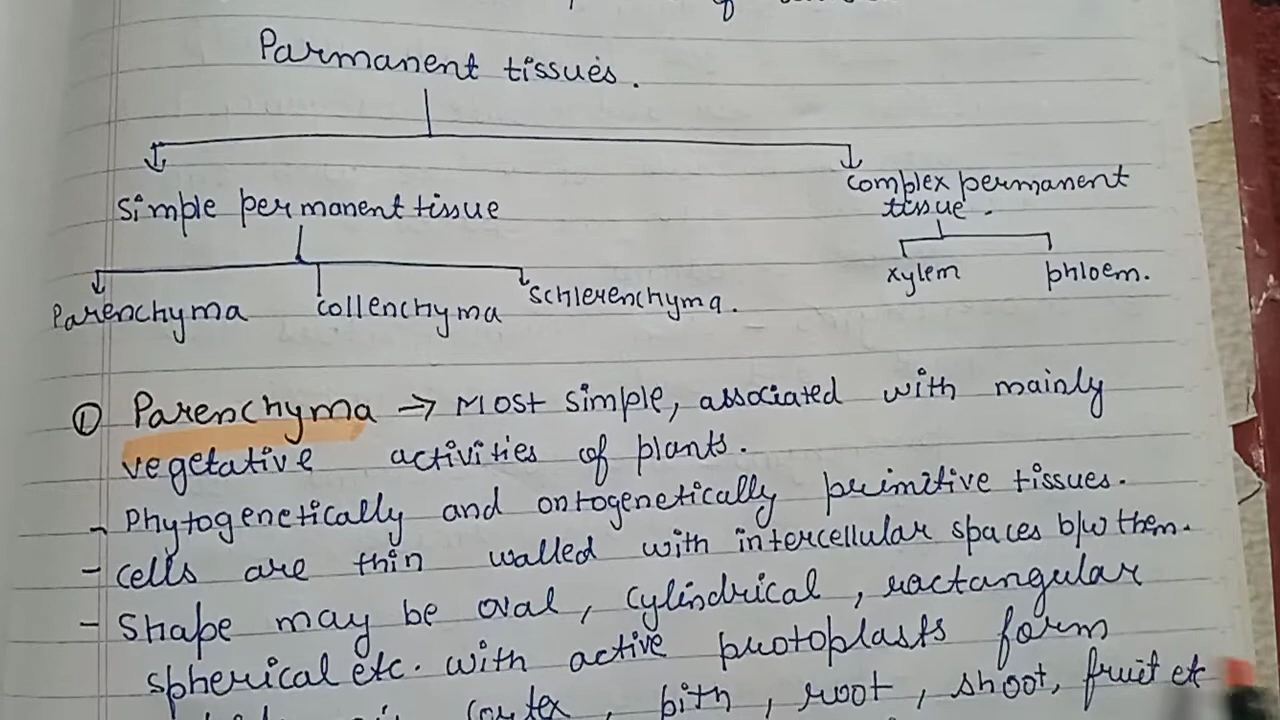 Parmanent tissues.
simple permanent tissue
complex permanent
tissue.
Parenchyma collenchyma schlerenchyma.
xylem phloem.
① Parenchyma → Most simple, associated with mainly
vegetative activities of plants.
- Phytogenetically and ontogenetically primitive tissues.
- cells are thin walled with intercellular spaces b/w them.
- Shape may be oval, cylindrical, ractangular
spherical etc. with active protoplasts form
cortex, bith, root, shoot, fruit etc